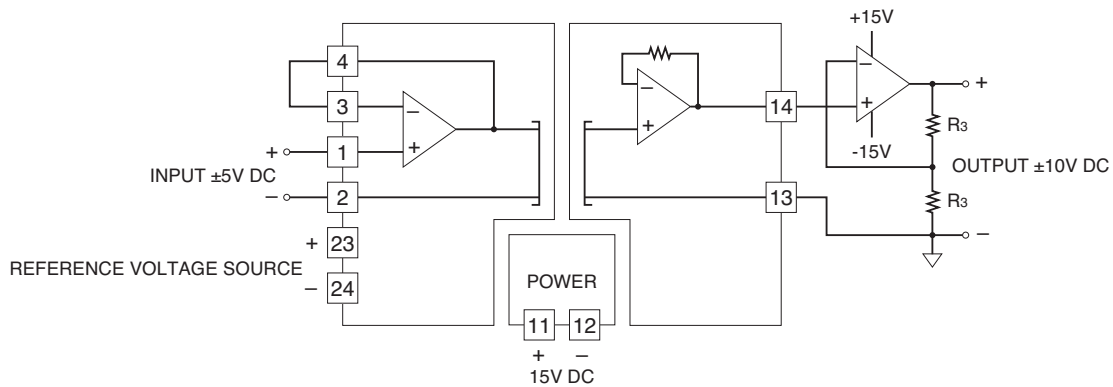 +15V
4
−
3
−
+
1
+
−
+
14
−
+
+
R3
-15V
INPUT ±5V DC
OUTPUT ±10V DC
−
2
13
R3
+
23
−
REFERENCE VOLTAGE SOURCE
−
24
POWER
11
12
+
−
15V DC